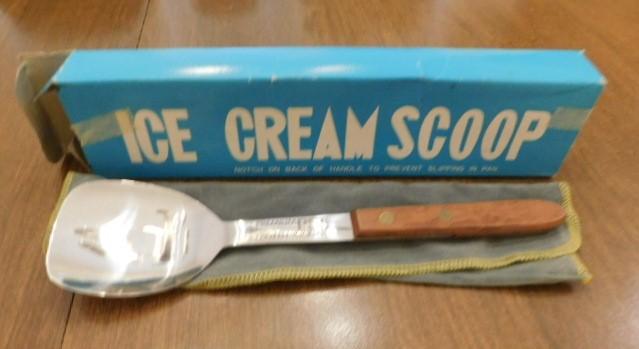 ICE CREAM SCOOP
NOTCH ON BACK OF HANDLE TO PREVENT SLIPPING IN PAN